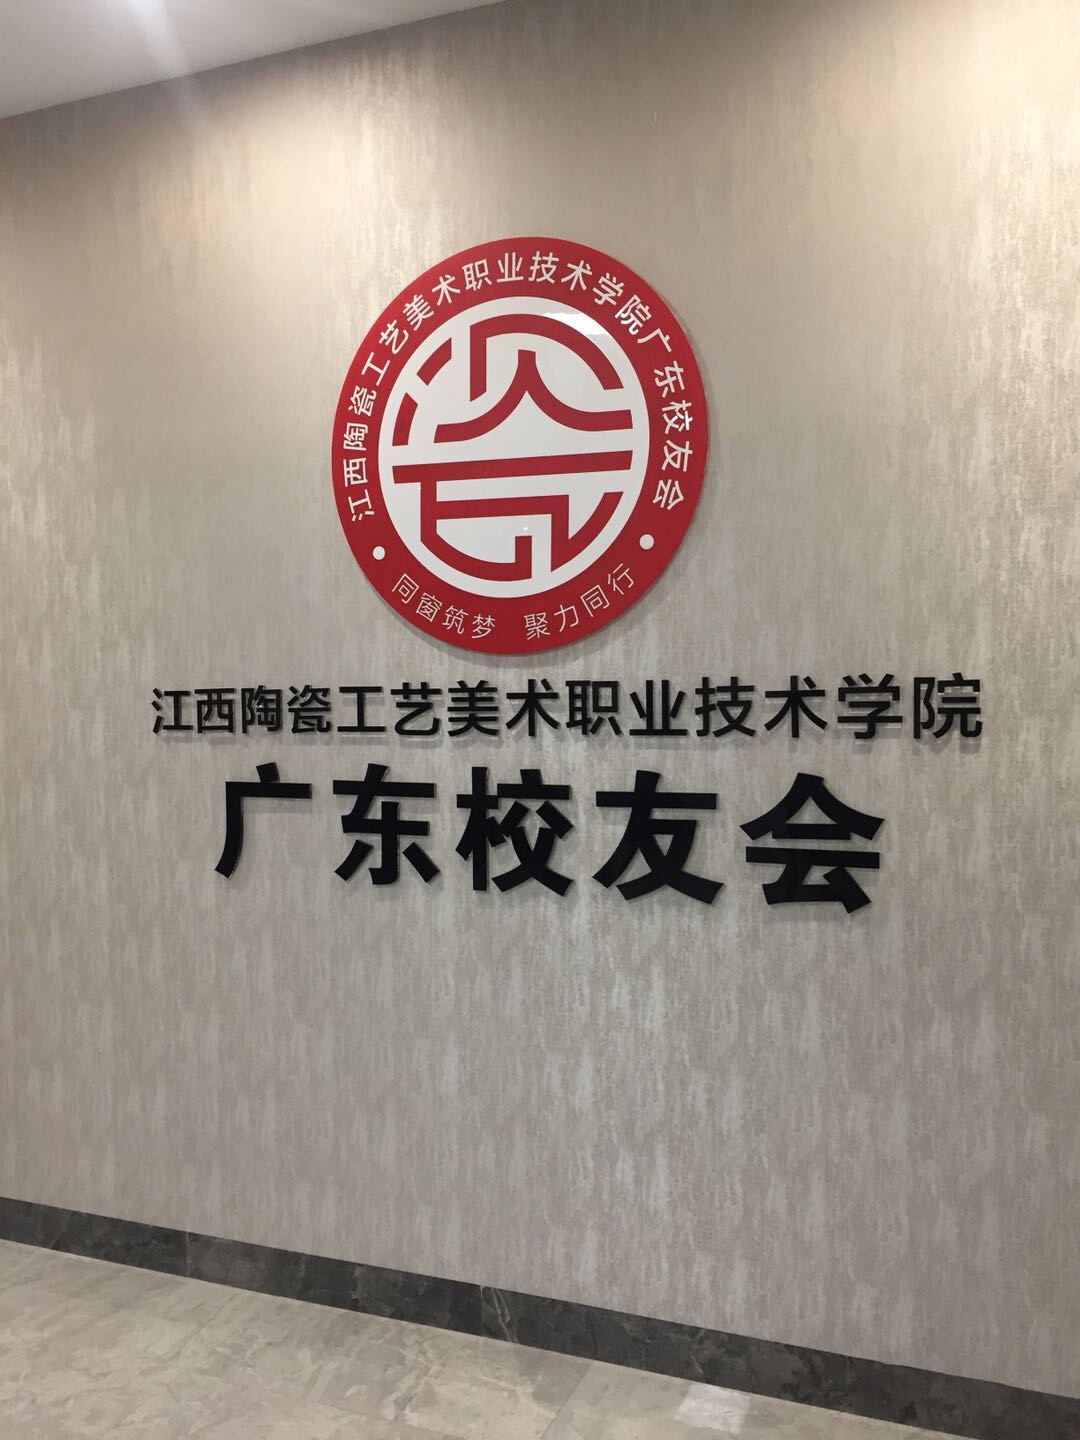 江西陶瓷工艺美术职业技术学院广东校友会
瓷
同窗筑梦 聚力同行
江西陶瓷工艺美术职业技术学院
广东校友会